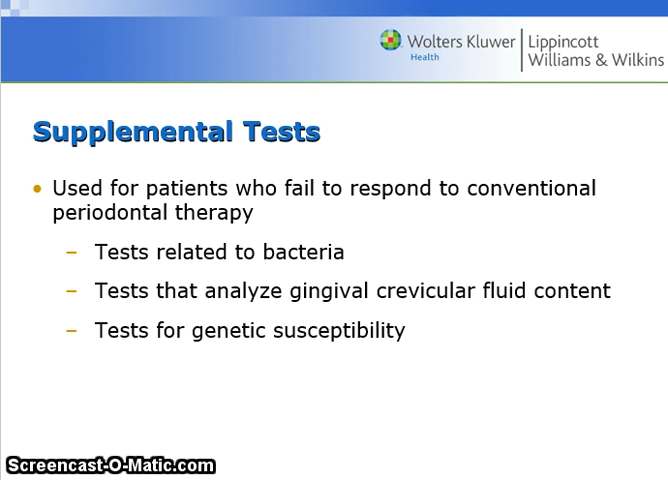 Wolters Kluwer
Health
Lippincott
Williams & Wilkins
Supplemental Tests
• Used for patients who fail to respond to conventional
periodontal therapy
– Tests related to bacteria
– Tests that analyze gingival crevicular fluid content
– Tests for genetic susceptibility
Screencast-O-Matic.com